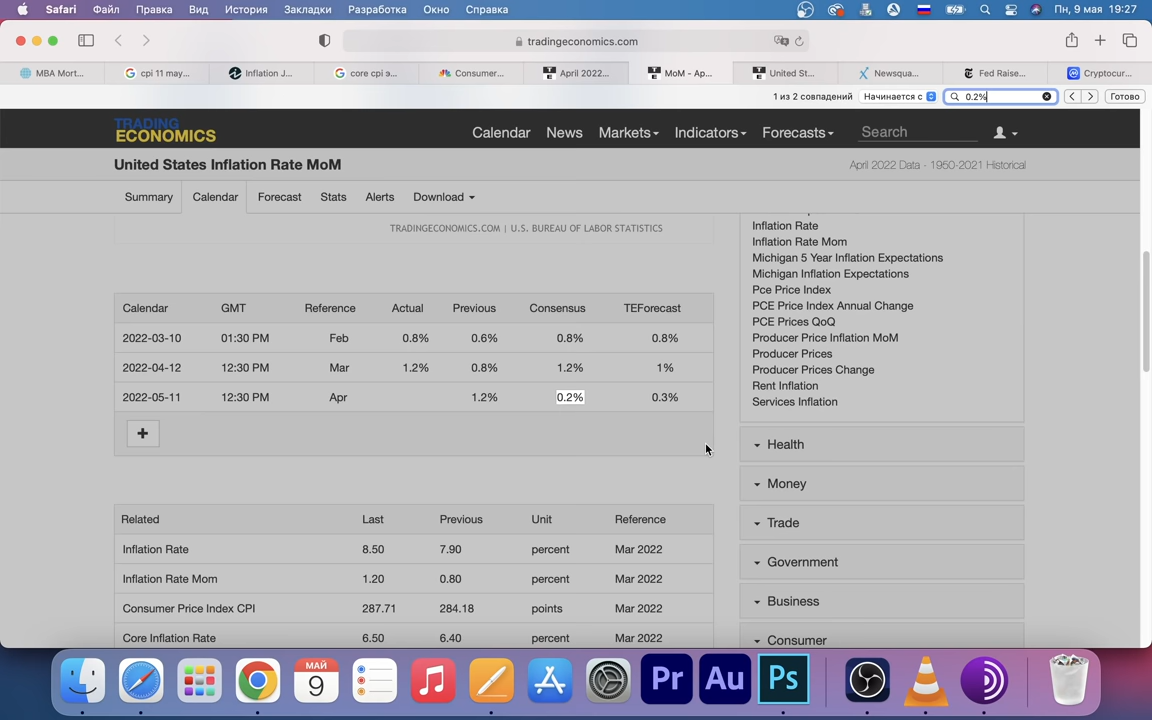 Safari Файл Правка Вид История Закладки Разработка Окно Справка Пн, 9 мая 19:27
tradingeconomics.com
MBA Mort... cpi 11 may... Inflation J... core cpi э... Consumer... April 2022... MoM - Ap... United St... Newsqua... Fed Raise... Cryptocur...
1 из 2 совпадений Начинается с 0.2% Готово
TRADING
ECONOMICS
Calendar News Markets Indicators Forecasts Search
United States Inflation Rate MoM April 2022 Data - 1950-2021 Historical
Summary Calendar Forecast Stats Alerts Download
TRADINGECONOMICS.COM | U.S. BUREAU OF LABOR STATISTICS
Calendar GMT Reference Actual Previous Consensus TEForecast
2022-03-10 01:30 PM Feb 0.8% 0.6% 0.8% 0.8%
2022-04-12 12:30 PM Mar 1.2% 0.8% 1.2% 1%
2022-05-11 12:30 PM Apr 1.2% 0.2% 0.3%
Related Last Previous Unit Reference
Inflation Rate 8.50 7.90 percent Mar 2022
Inflation Rate Mom 1.20 0.80 percent Mar 2022
Consumer Price Index CPI 287.71 284.18 points Mar 2022
Core Inflation Rate 6.50 6.40 percent Mar 2022
Inflation Rate
Inflation Rate Mom
Michigan 5 Year Inflation Expectations
Michigan Inflation Expectations
Pce Price Index
PCE Price Index Annual Change
PCE Prices QoQ
Producer Price Inflation MoM
Producer Prices
Producer Prices Change
Rent Inflation
Services Inflation
Health
Money
Trade
Government
Business
Consumer
МАЙ
9
Pr Au Ps